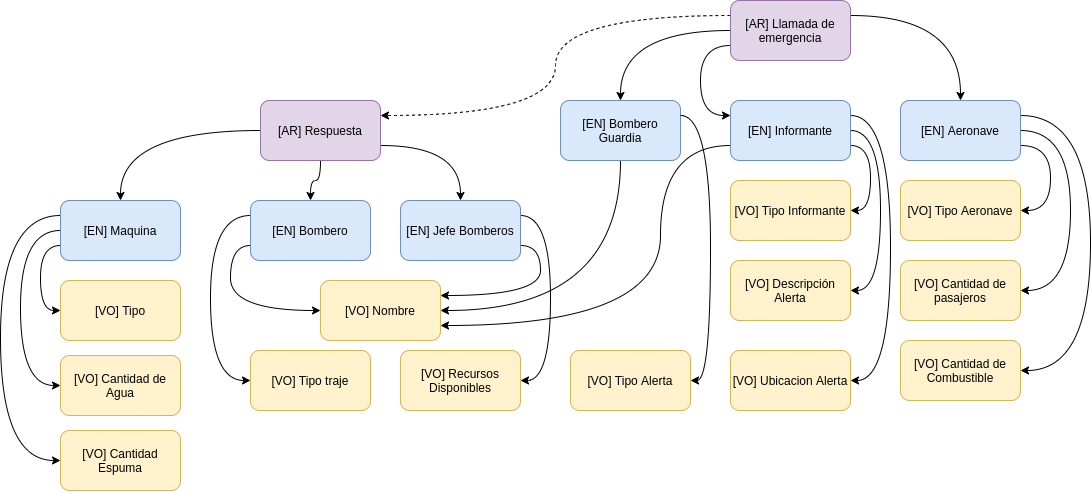 [AR] Llamada de
emergencia
[AR] Respuesta
[EN] Bombero
Guardia
[EN] Informante
[EN] Aeronave
[EN] Maquina
[EN] Bombero
[EN] Jefe Bomberos
[VO] Tipo Informante
[VO] Tipo Aeronave
[VO] Tipo
[VO] Nombre
[VO] Descripción
Alerta
[VO] Cantidad de
pasajeros
[VO] Cantidad de
Agua
[VO] Tipo traje
[VO] Recursos
Disponibles
[VO] Tipo Alerta
[VO] Ubicacion Alerta
[VO] Cantidad de
Combustible
[VO] Cantidad
Espuma